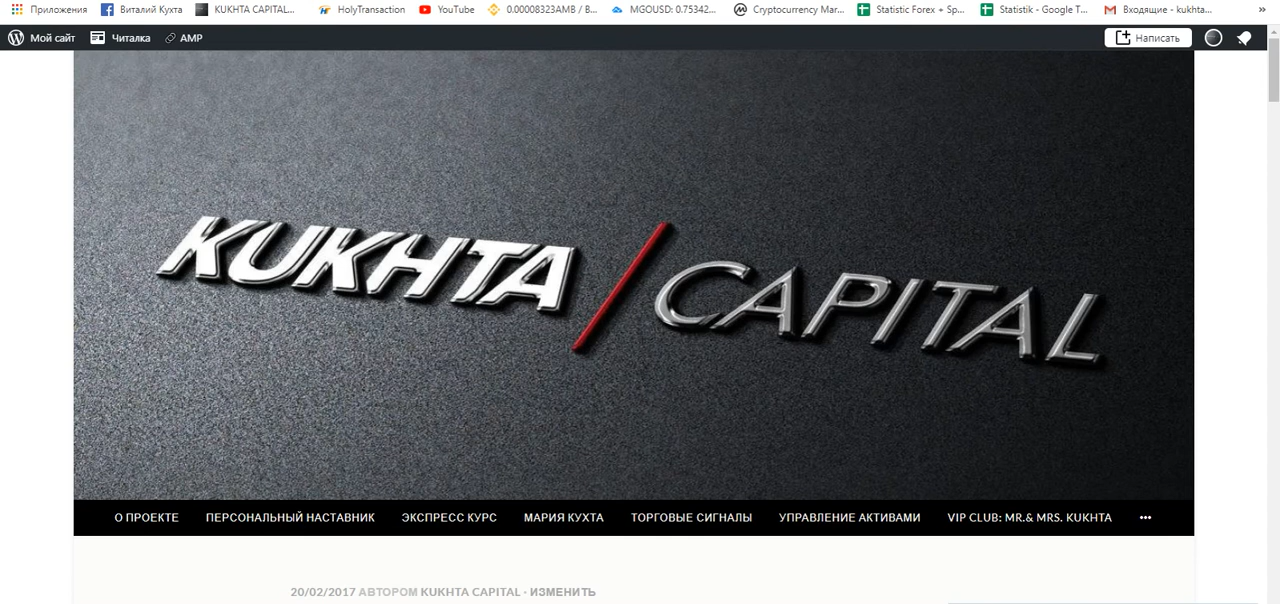 Приложения Виталий Кухта KUKHTA CAPITAL... HolyTransaction YouTube 0.00008323AMB / B... MGOUSD: 0.75342... Cryptocurrency Mar... Statistic Forex + Sp... Statistik - Google T... Входящие - kukhta... »
Мой сайт Читалка AMP Написать
KUKHTA / CAPITAL
О ПРОЕКТЕ ПЕРСОНАЛЬНЫЙ НАСТАВНИК ЭКСПРЕСС КУРС МАРИЯ КУХТА ТОРГОВЫЕ СИГНАЛЫ УПРАВЛЕНИЕ АКТИВАМИ VIP CLUB: MR.& MRS. KUKHTA •••
20/02/2017 АВТОРОМ KUKHTA CAPITAL · ИЗМЕНИТЬ